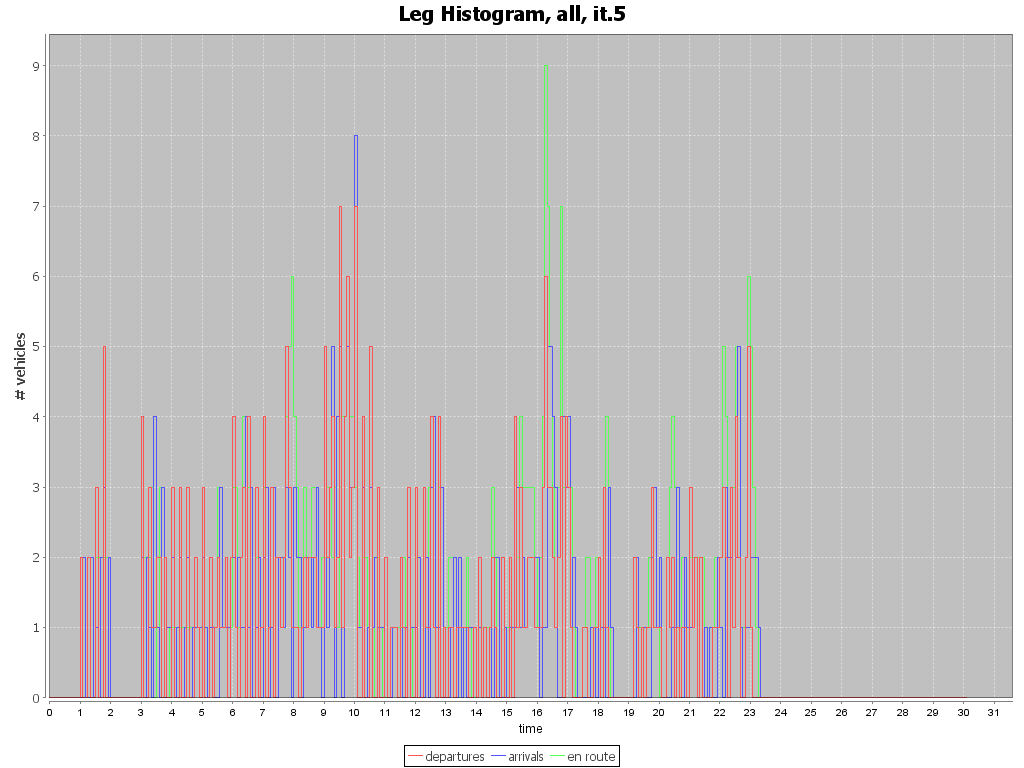 Leg Histogram, all, it.5
# vehicles
9
8
7
6
5
4
3
2
1
0
0 1 2 3 4 5 6 7 8 9 10 11 12 13 14 15 16 17 18 19 20 21 22 23 24 25 26 27 28 29 30 31
time
departures arrivals en route